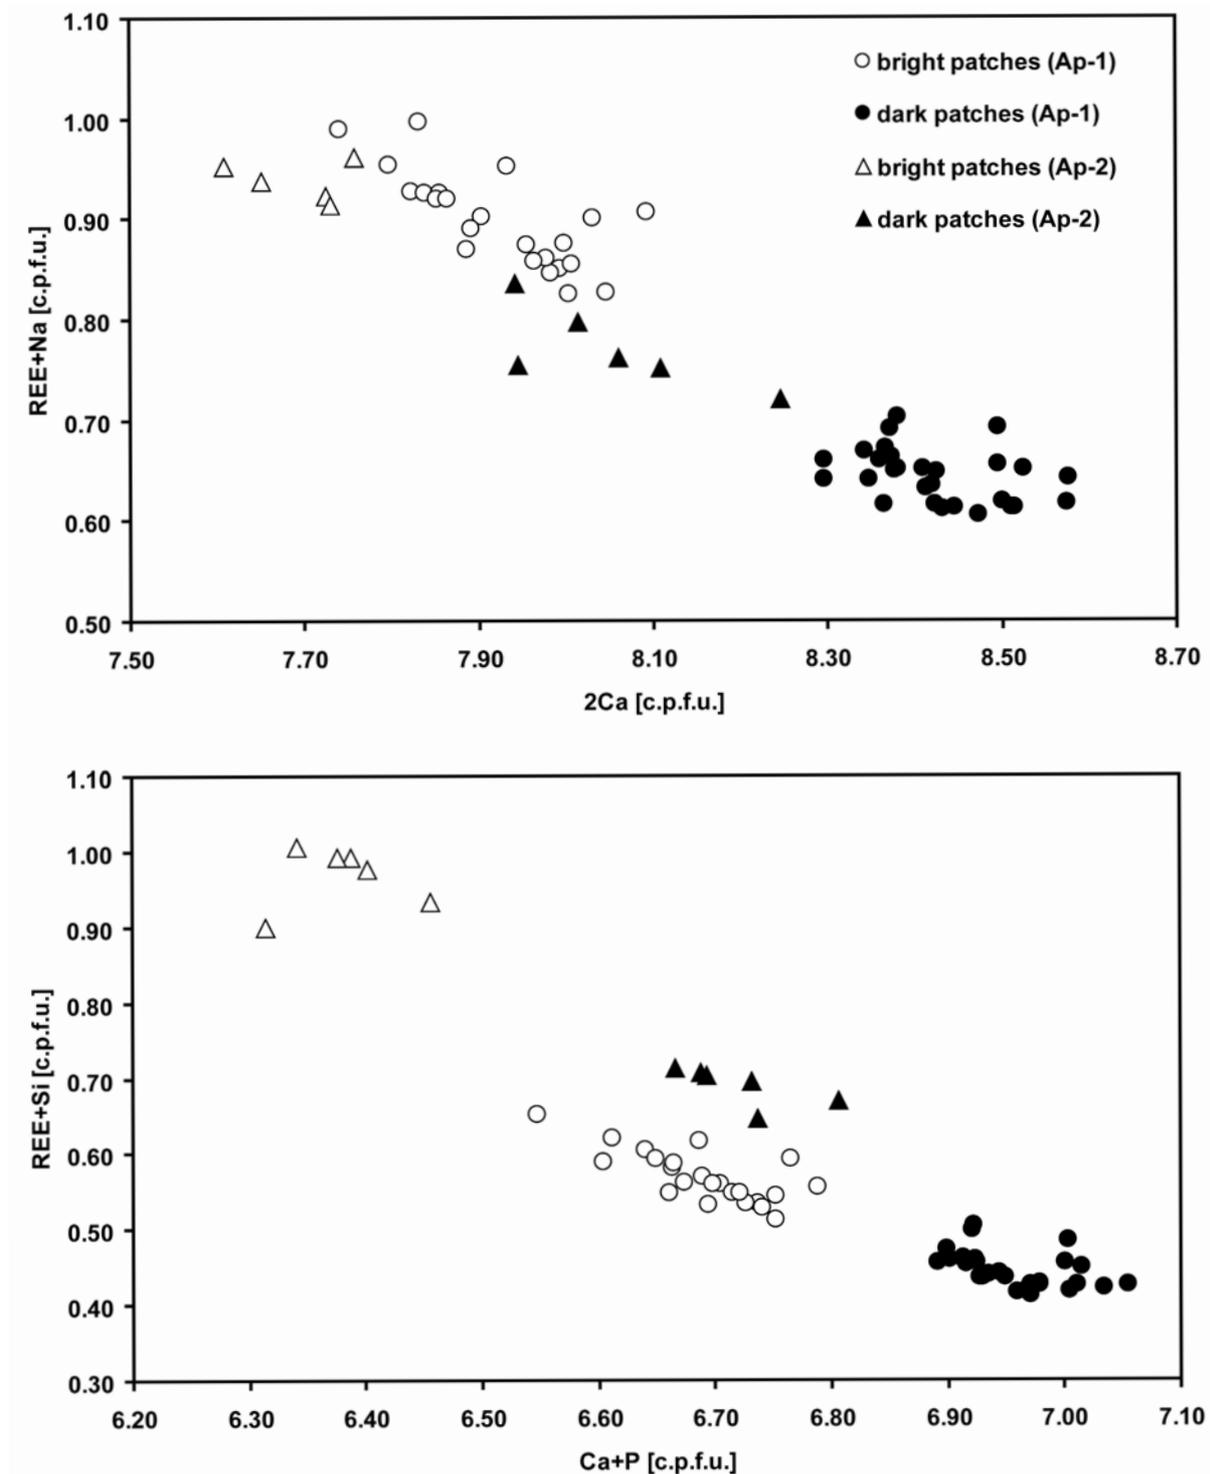 1.10
1.00
0.90
0.80
0.70
0.60
0.50
REE+Na [c.p.f.u.]
bright patches (Ap-1)
dark patches (Ap-1)
bright patches (Ap-2)
dark patches (Ap-2)
7.50 7.70 7.90 8.10 8.30 8.50 8.70
2Ca [c.p.f.u.]
1.10
1.00
0.90
0.80
0.70
0.60
0.50
0.40
0.30
REE+Si [c.p.f.u.]
6.20 6.30 6.40 6.50 6.60 6.70 6.80 6.90 7.00 7.10
Ca+P [c.p.f.u.]